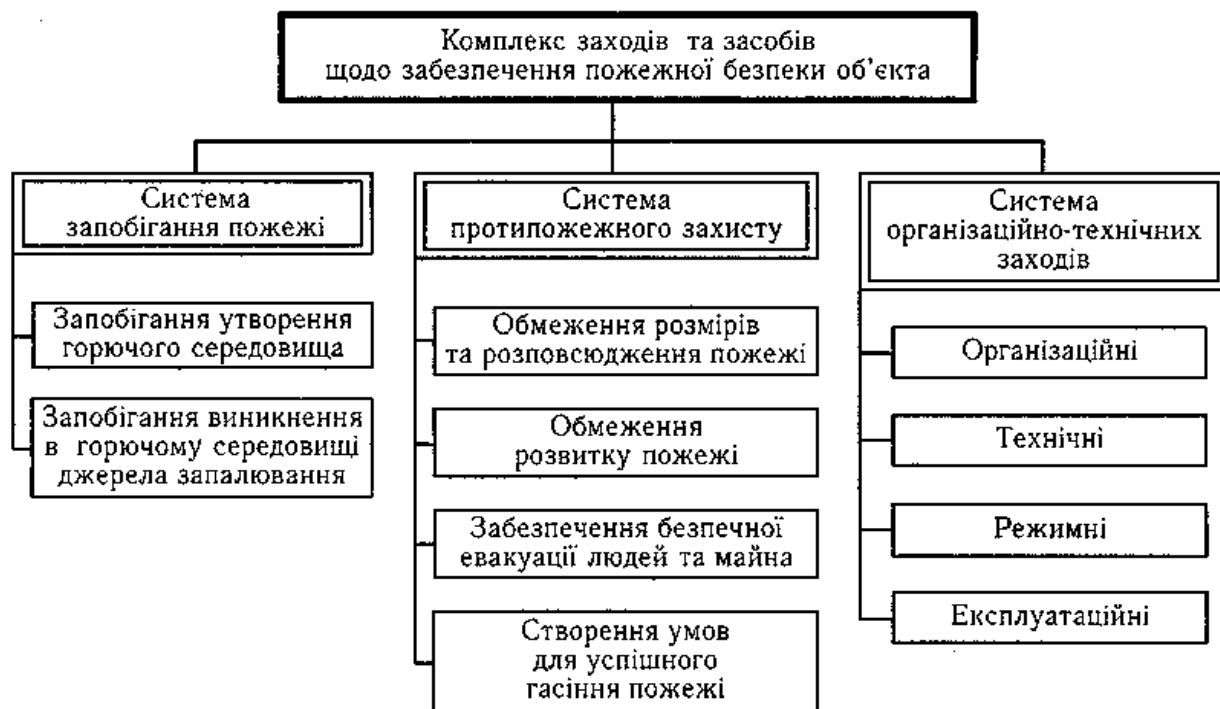 Комплекс заходів та засобів
щодо забезпечення пожежної безпеки об’єкта
Система
запобігання пожежі
Запобігання утворення
горючого середовища
Запобігання виникнення
в горючому середовищі
джерела запалювання
Система
протипожежного захисту
Обмеження розмірів
та розповсюдження пожежі
Обмеження
розвитку пожежі
Забезпечення безпечної
евакуації людей та майна
Створення умов
для успішного
гасіння пожежі
Система
організаційно-технічних
заходів
Організаційні
Технічні
Режимні
Експлуатаційні